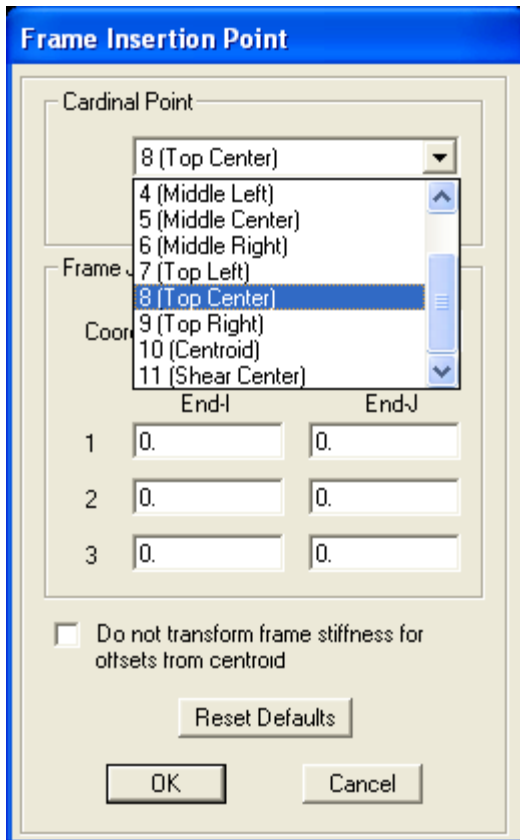 Frame Insertion Point
Cardinal Point
8 (Top Center)
4 (Middle Left)
5 (Middle Center)
6 (Middle Right)
7 (Top Left)
8 (Top Center)
9 (Top Right)
10 (Centroid)
11 (Shear Center)
Frame
End-I End-J
1 0. 0.
2 0. 0.
3 0. 0.
Do not transform frame stiffness for
offsets from centroid
Reset Defaults
OK Cancel